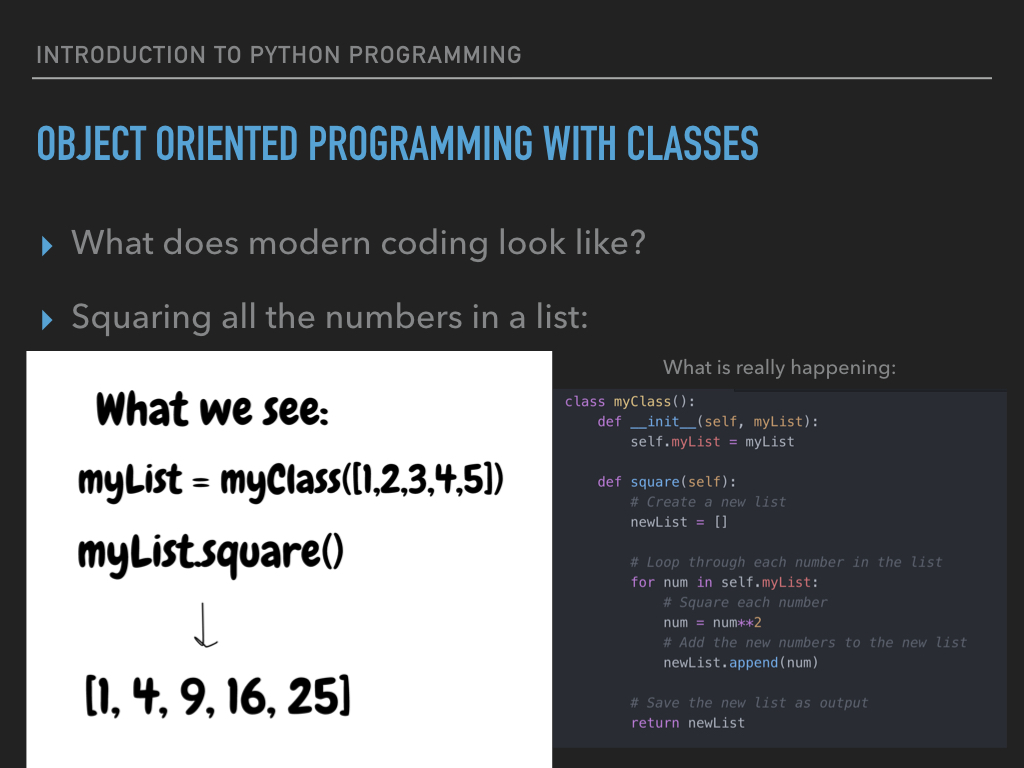 INTRODUCTION TO PYTHON PROGRAMMING
OBJECT ORIENTED PROGRAMMING WITH CLASSES
What does modern coding look like?
Squaring all the numbers in a list:
What we see:
myList = myClass([1,2,3,4,5])
myList.square()
[1, 4, 9, 16, 25]
What is really happening:
class myClass():
    def __init__(self, myList):
        self.myList = myList

    def square(self):
        # Create a new list
        newList = []

        # Loop through each number in the list
        for num in self.myList:
            # Square each number
            num = num**2
            # Add the new numbers to the new list
            newList.append(num)

        # Save the new list as output
        return newList